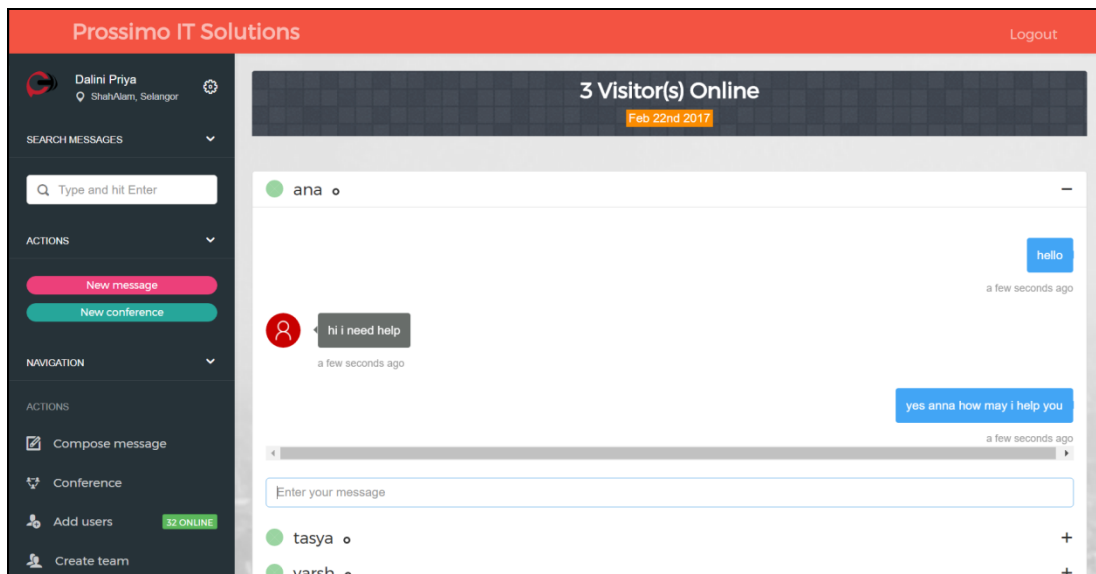 Prossimo IT Solutions
Logout
Dalini Priya
ShahAlam, Selangor
SEARCH MESSAGES
Type and hit Enter
ACTIONS
New message
New conference
NAVIGATION
ACTIONS
Compose message
Conference
Add users
32 ONLINE
Create team
3 Visitor(s) Online
Feb 22nd 2017
ana
hello
a few seconds ago
hi i need help
a few seconds ago
yes anna how may i help you
a few seconds ago
Enter your message
tasya
varsh